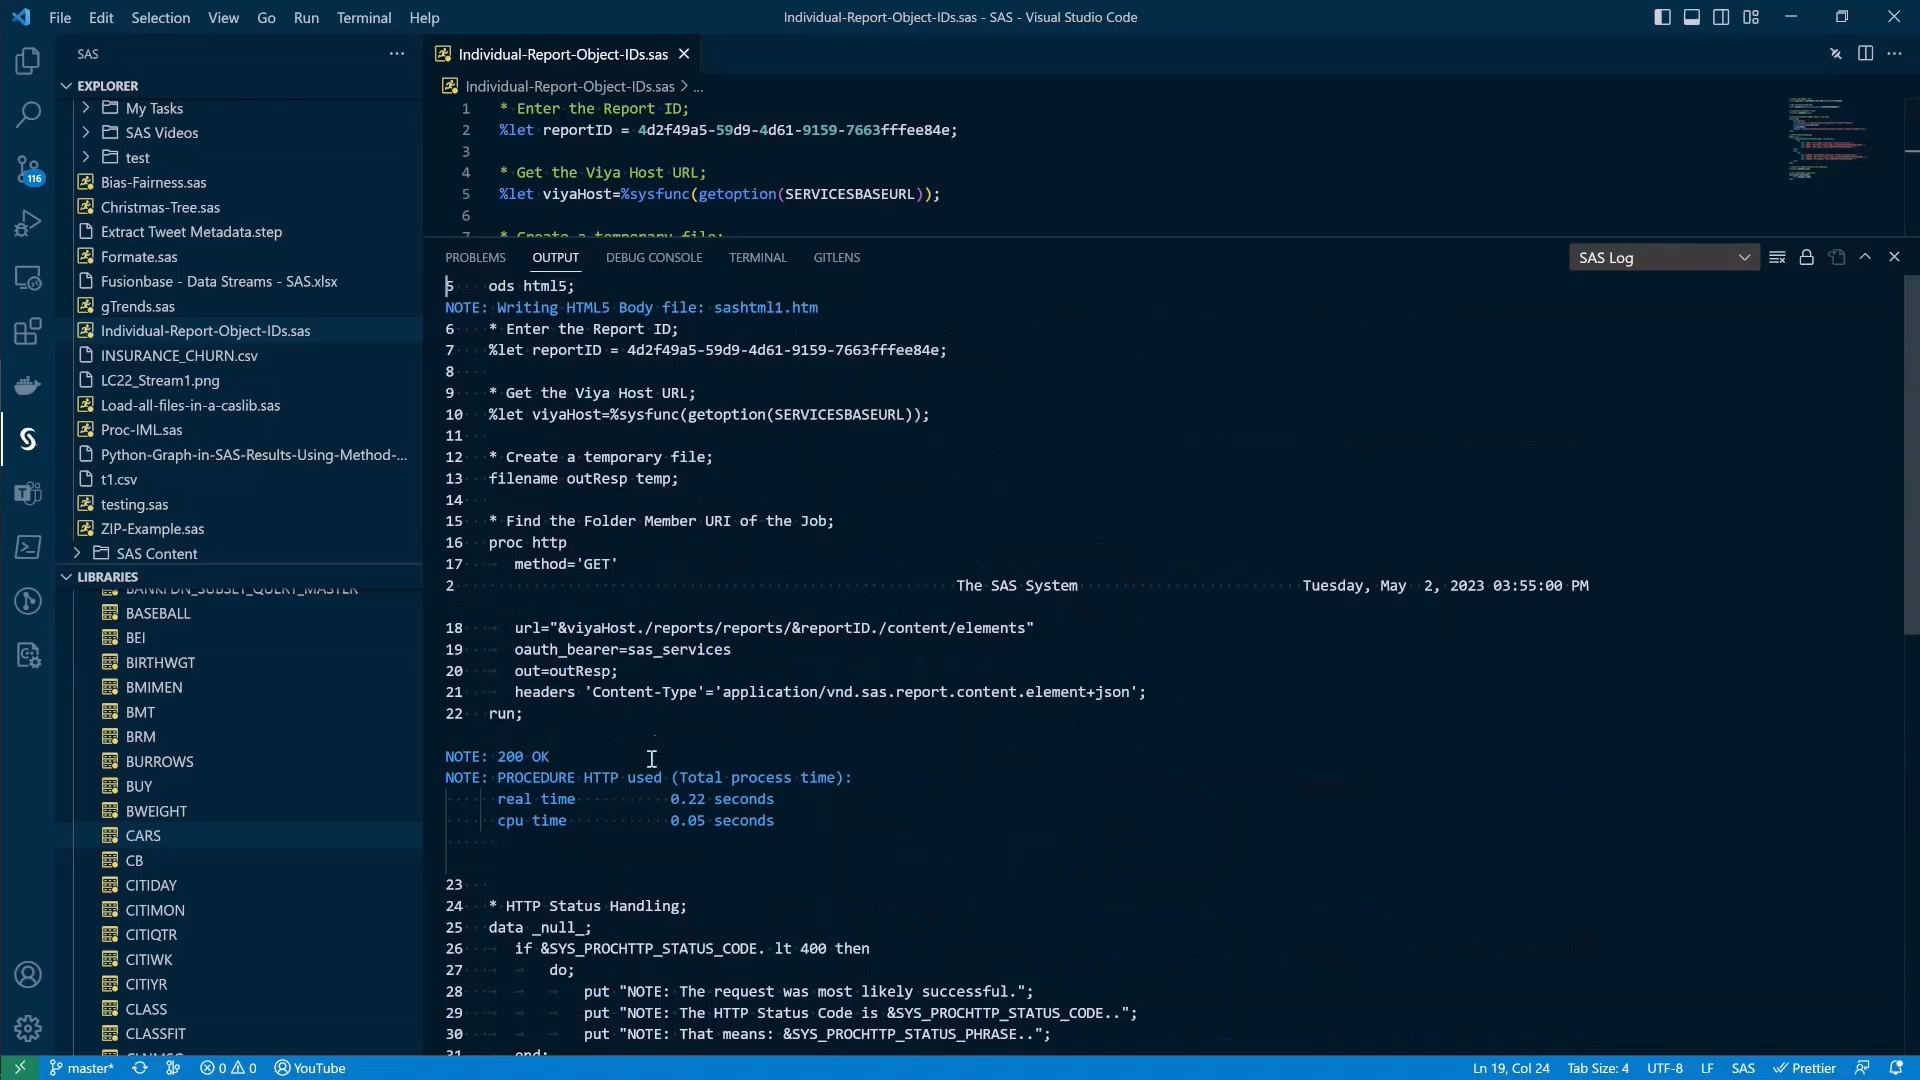 File Edit Selection View Go Run Terminal Help
Individual-Report-Object-IDs.sas - SAS - Visual Studio Code
SAS
EXPLORER
My Tasks
SAS Videos
test
Bias-Fairness.sas
Christmas-Tree.sas
Extract Tweet Metadata.step
Formate.sas
Fusionbase - Data Streams - SAS.xlsx
gTrends.sas
Individual-Report-Object-IDs.sas
INSURANCE_CHURN.csv
LC22_Stream1.png
Load-all-files-in-a-caslib.sas
Proc-IML.sas
Python-Graph-in-SAS-Results-Using-Method-...
t1.csv
testing.sas
ZIP-Example.sas
SAS Content
LIBRARIES
BASEBALL
BEI
BIRTHWGT
BMIMEN
BMT
BRM
BURROWS
BUY
BWEIGHT
CARS
CB
CITIDAY
CITIMON
CITIQTR
CITIWK
CITIYR
CLASS
CLASSFIT
116
Individual-Report-Object-IDs.sas
Individual-Report-Object-IDs.sas > ...
1 * Enter the Report ID;
2 %let reportID = 4d2f49a5-59d9-4d61-9159-7663fffee84e;
3
4 * Get the Viya Host URL;
5 %let viyaHost=%sysfunc(getoption(SERVICESBASEURL));
6
7 * Create a temporary file;
PROBLEMS OUTPUT DEBUG CONSOLE TERMINAL GITLENS
SAS Log
5 ods html5;
NOTE: Writing HTML5 Body file: sashtml1.htm
6 * Enter the Report ID;
7 %let reportID = 4d2f49a5-59d9-4d61-9159-7663fffee84e;
8
9 * Get the Viya Host URL;
10 %let viyaHost=%sysfunc(getoption(SERVICESBASEURL));
11
12 * Create a temporary file;
13 filename outResp temp;
14
15 * Find the Folder Member URI of the Job;
16 proc http
17 method='GET'
2 The SAS System Tuesday, May 2, 2023 03:55:00 PM
18 url="&viyaHost./reports/reports/&reportID./content/elements"
19 oauth_bearer=sas_services
20 out=outResp;
21 headers 'Content-Type'='application/vnd.sas.report.content.element+json';
22 run;
NOTE: 200 OK
NOTE: PROCEDURE HTTP used (Total process time):
real time 0.22 seconds
cpu time 0.05 seconds
23
24 * HTTP Status Handling;
25 data _null_;
26 if &SYS_PROCHTTP_STATUS_CODE. lt 400 then
27 do;
28 put "NOTE: The request was most likely successful.";
29 put "NOTE: The HTTP Status Code is &SYS_PROCHTTP_STATUS_CODE..";
30 put "NOTE: That means: &SYS_PROCHTTP_STATUS_PHRASE..";
31 end;
master* 0 0 YouTube
Ln 19, Col 24 Tab Size: 4 UTF-8 LF SAS Prettier